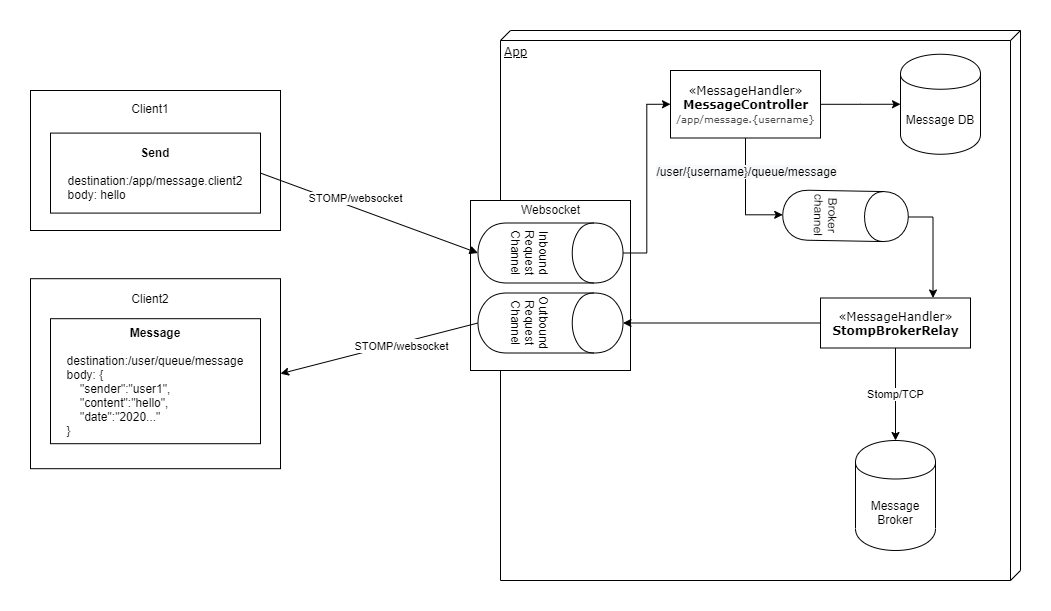 App
Client1
Send
destination:/app/message.client2
body: hello
STOMP/websocket
«MessageHandler»
MessageController
/app/message.{username}
Message DB
/user/{username}/queue/message
Broker
channel
Websocket
Inbound
Request
Channel
Outbound
Request
Channel
Client2
Message
destination:/user/queue/message
body: {
"sender":"user1",
"content":"hello",
"date":"2020..."
}
STOMP/websocket
«MessageHandler»
StompBrokerRelay
Stomp/TCP
Message
Broker